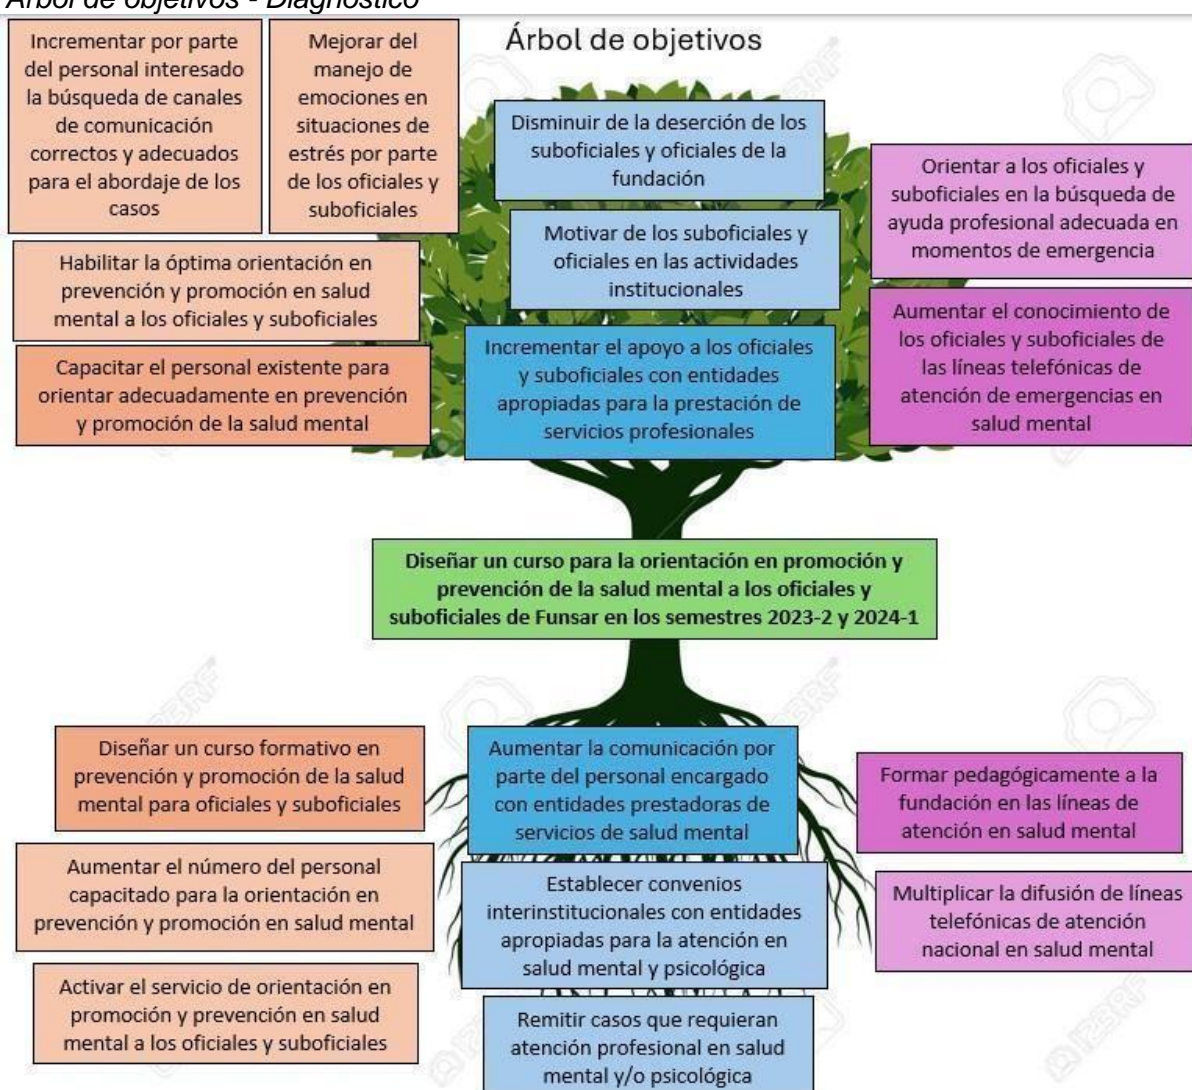 Árbol de objetivos - Diagnóstico
Árbol de objetivos
Incrementar por parte
del personal interesado
la búsqueda de canales
de comunicación
correctos y adecuados
para el abordaje de los
casos
Mejorar del
manejo de
emociones en
situaciones de
estrés por parte
de los oficiales y
suboficiales
Habilitar la óptima orientación en
prevención y promoción en salud
mental a los oficiales y suboficiales
Capacitar el personal existente para
orientar adecuadamente en prevención
y promoción de la salud mental
Disminuir de la deserción de los
suboficiales y oficiales de la
fundación
Motivar de los suboficiales y
oficiales en las actividades
institucionales
Incrementar el apoyo a los oficiales
y suboficiales con entidades
apropiadas para la prestación de
servicios profesionales
Orientar a los oficiales y
suboficiales en la búsqueda de
ayuda profesional adecuada en
momentos de emergencia
Aumentar el conocimiento de
los oficiales y suboficiales de
las líneas telefónicas de
atención de emergencias en
salud mental
Diseñar un curso para la orientación en promoción y
prevención de la salud mental a los oficiales y
suboficiales de Funsar en los semestres 2023-2 y 2024-1
Diseñar un curso formativo en
prevención y promoción de la salud
mental para oficiales y suboficiales
Aumentar el número del personal
capacitado para la orientación en
prevención y promoción en salud mental
Activar el servicio de orientación en
promoción y prevención en salud
mental a los oficiales y suboficiales
Aumentar la comunicación por
parte del personal encargado
con entidades prestadoras de
servicios de salud mental
Establecer convenios
interinstitucionales con entidades
apropiadas para la atención en
salud mental y psicológica
Remitir casos que requieran
atención profesional en salud
mental y/o psicológica
Formar pedagógicamente a la
fundación en las líneas de
atención en salud mental
Multiplicar la difusión de líneas
telefónicas de atención
nacional en salud mental
123RF
123RF
123RF
123RF